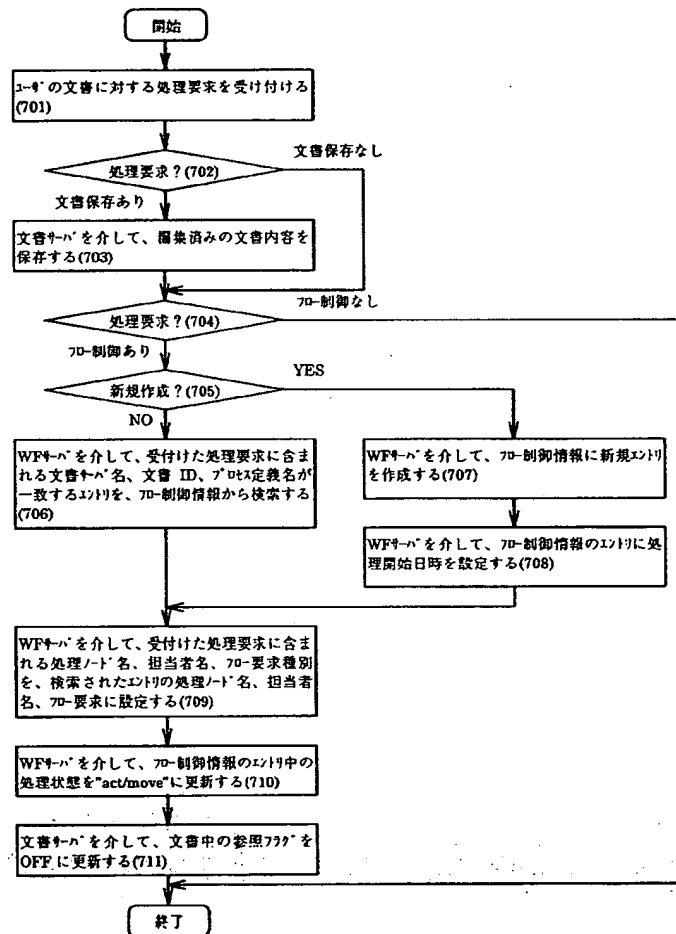 開始
ユーザの文書に対する処理要求を受け付ける
(701)
文書保存なし
処理要求?(702)
文書保存あり
文書サーバを介して、編集済みの文書内容を
保存する(703)
フロー制御なし
処理要求?(704)
フロー制御あり
YES
新規作成?(705)
NO
WFサーバを介して、受付けた処理要求に含ま
れる文書サーバ名、文書 ID、プロセス定義名が
一致するエントリを、フロー制御情報から検索する
(706)
WFサーバを介して、フロー制御情報に新規エントリ
を作成する(707)
WFサーバを介して、フロー制御情報のエントリに処
理開始日時を設定する(708)
WFサーバを介して、受付けた処理要求に含ま
れる処理ノード名、担当者名、フロー要求種別
を、検索されたエントリの処理ノード名、担当者
名、フロー要求に設定する(709)
WFサーバを介して、フロー制御情報のエントリ中の
処理状態を"act/move"に更新する(710)
文書サーバを介して、文書中の参照フラグを
OFFに更新する(711)
終了